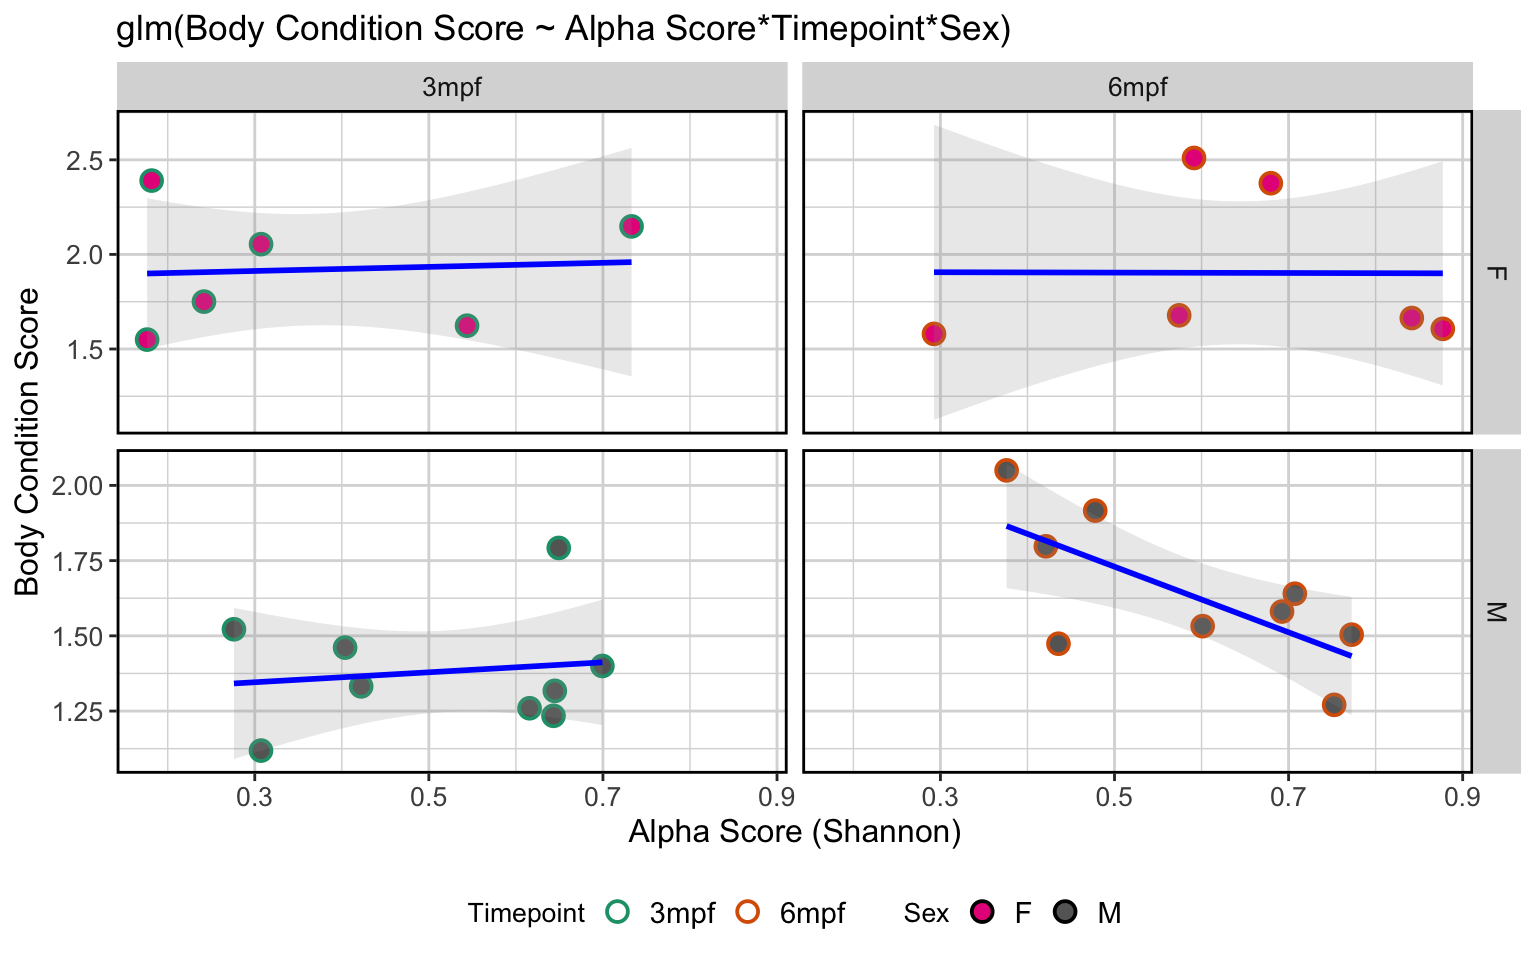 glm(Body Condition Score ~ Alpha Score*Timepoint*Sex)
3mpf 6mpf
2.5
2.0
1.5
F
Body Condition Score
2.00
1.75
1.50
1.25
M
0.3 0.5 0.7 0.9 0.3 0.5 0.7 0.9
Alpha Score (Shannon)
Timepoint 3mpf 6mpf Sex F M